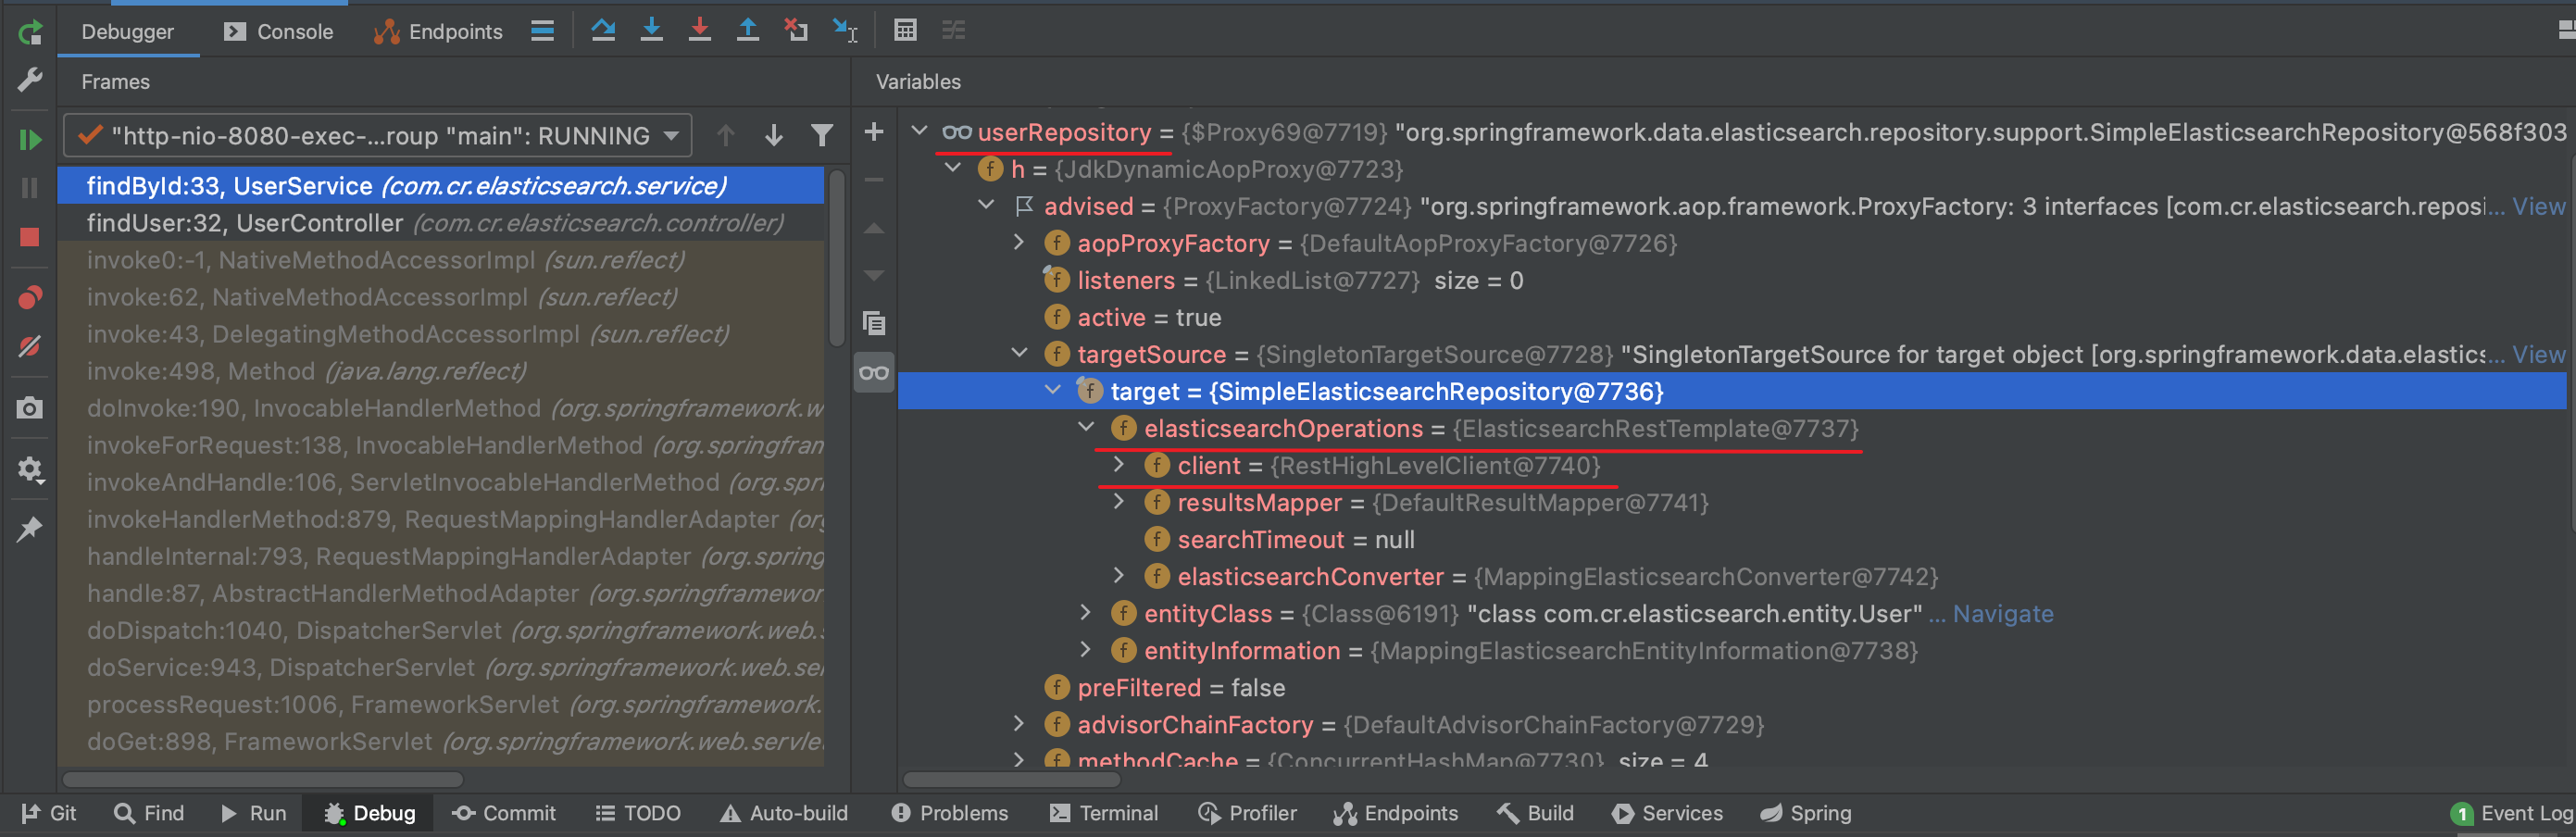 Debugger Console Endpoints
Frames
Variables
"http-nio-8080-exec-...roup "main": RUNNING
findById:33, UserService (com.cr.elasticsearch.service)
findUser:32, UserController (com.cr.elasticsearch.controller)
invoke0:-1, NativeMethodAccessorImpl (sun.reflect)
invoke:62, NativeMethodAccessorImpl (sun.reflect)
invoke:43, DelegatingMethodAccessorImpl (sun.reflect)
invoke:498, Method (java.lang.reflect)
doInvoke:190, InvocableHandlerMethod (org.springframework.w
invokeForRequest:138, InvocableHandlerMethod (org.springfran
invokeAndHandle:106, ServletInvocableHandlerMethod (org.spri
invokeHandlerMethod:879, RequestMappingHandlerAdapter (org
handleInternal:793, RequestMappingHandlerAdapter (org.spring
handle:87, AbstractHandlerMethodAdapter (org.springframewor
doDispatch:1040, DispatcherServlet (org.springframework.web.s
doService:943, DispatcherServlet (org.springframework.web.ser
processRequest:1006, FrameworkServlet (org.springframework.
doGet:898, FrameworkServlet (org.springframework.web.servle
userRepository = {$Proxy69@7719} "org.springframework.data.elasticsearch.repository.support.SimpleElasticsearchRepository@568f303
h = {JdkDynamicAopProxy@7723}
advised = {ProxyFactory@7724} "org.springframework.aop.framework.ProxyFactory: 3 interfaces [com.cr.elasticsearch.reposi... View
aopProxyFactory = {DefaultAopProxyFactory@7726}
listeners = {LinkedList@7727} size = 0
active = true
targetSource = {SingletonTargetSource@7728} "SingletonTargetSource for target object [org.springframework.data.elastics... View
target = {SimpleElasticsearchRepository@7736}
elasticsearchOperations = {ElasticsearchRestTemplate@7737}
client = {RestHighLevelClient@7740}
resultsMapper = {DefaultResultMapper@7741}
searchTimeout = null
elasticsearchConverter = {MappingElasticsearchConverter@7742}
entityClass = {Class@6191} "class com.cr.elasticsearch.entity.User" ... Navigate
entityInformation = {MappingElasticsearchEntityInformation@7738}
preFiltered = false
advisorChainFactory = {DefaultAdvisorChainFactory@7729}
methodCache = {ConcurrentHashMap@7730} size = 4
Git Find Run Debug Commit TODO Auto-build Problems Terminal Profiler Endpoints Build Services Spring 1 Event Log